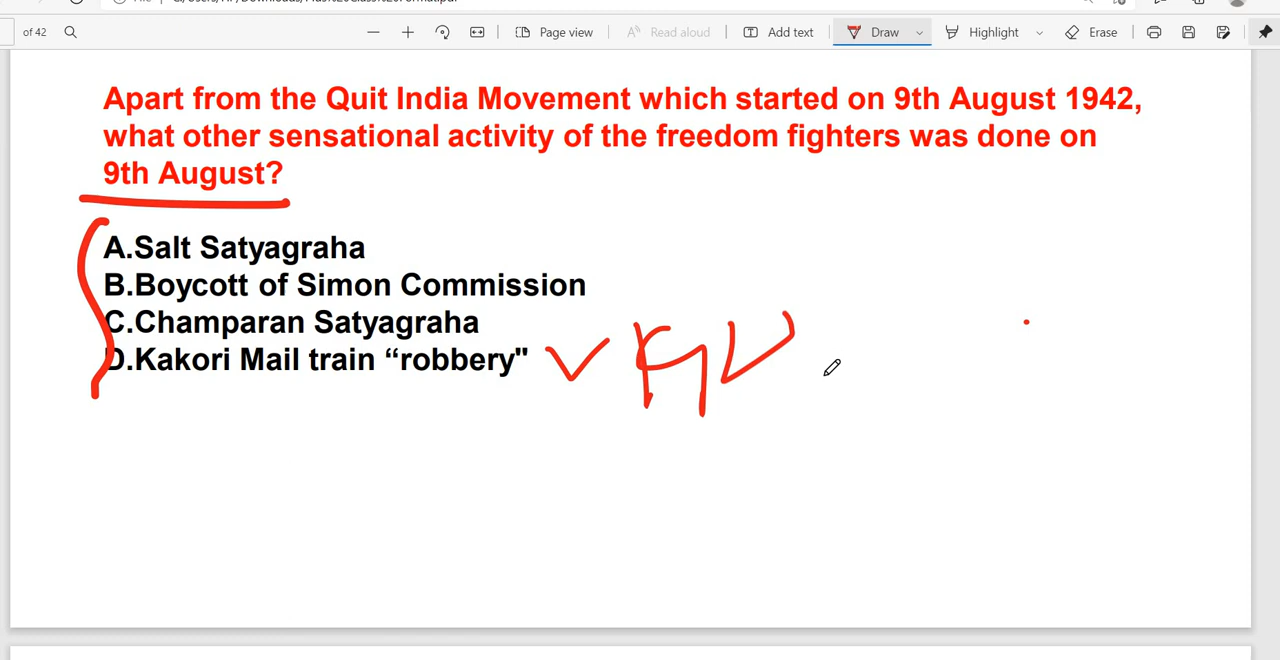 of 42
Page view
Read aloud
Add text
Draw
Highlight
Erase
Apart from the Quit India Movement which started on 9th August 1942,
what other sensational activity of the freedom fighters was done on
9th August?
A.Salt Satyagraha
B.Boycott of Simon Commission
C.Champaran Satyagraha
D.Kakori Mail train “robbery"